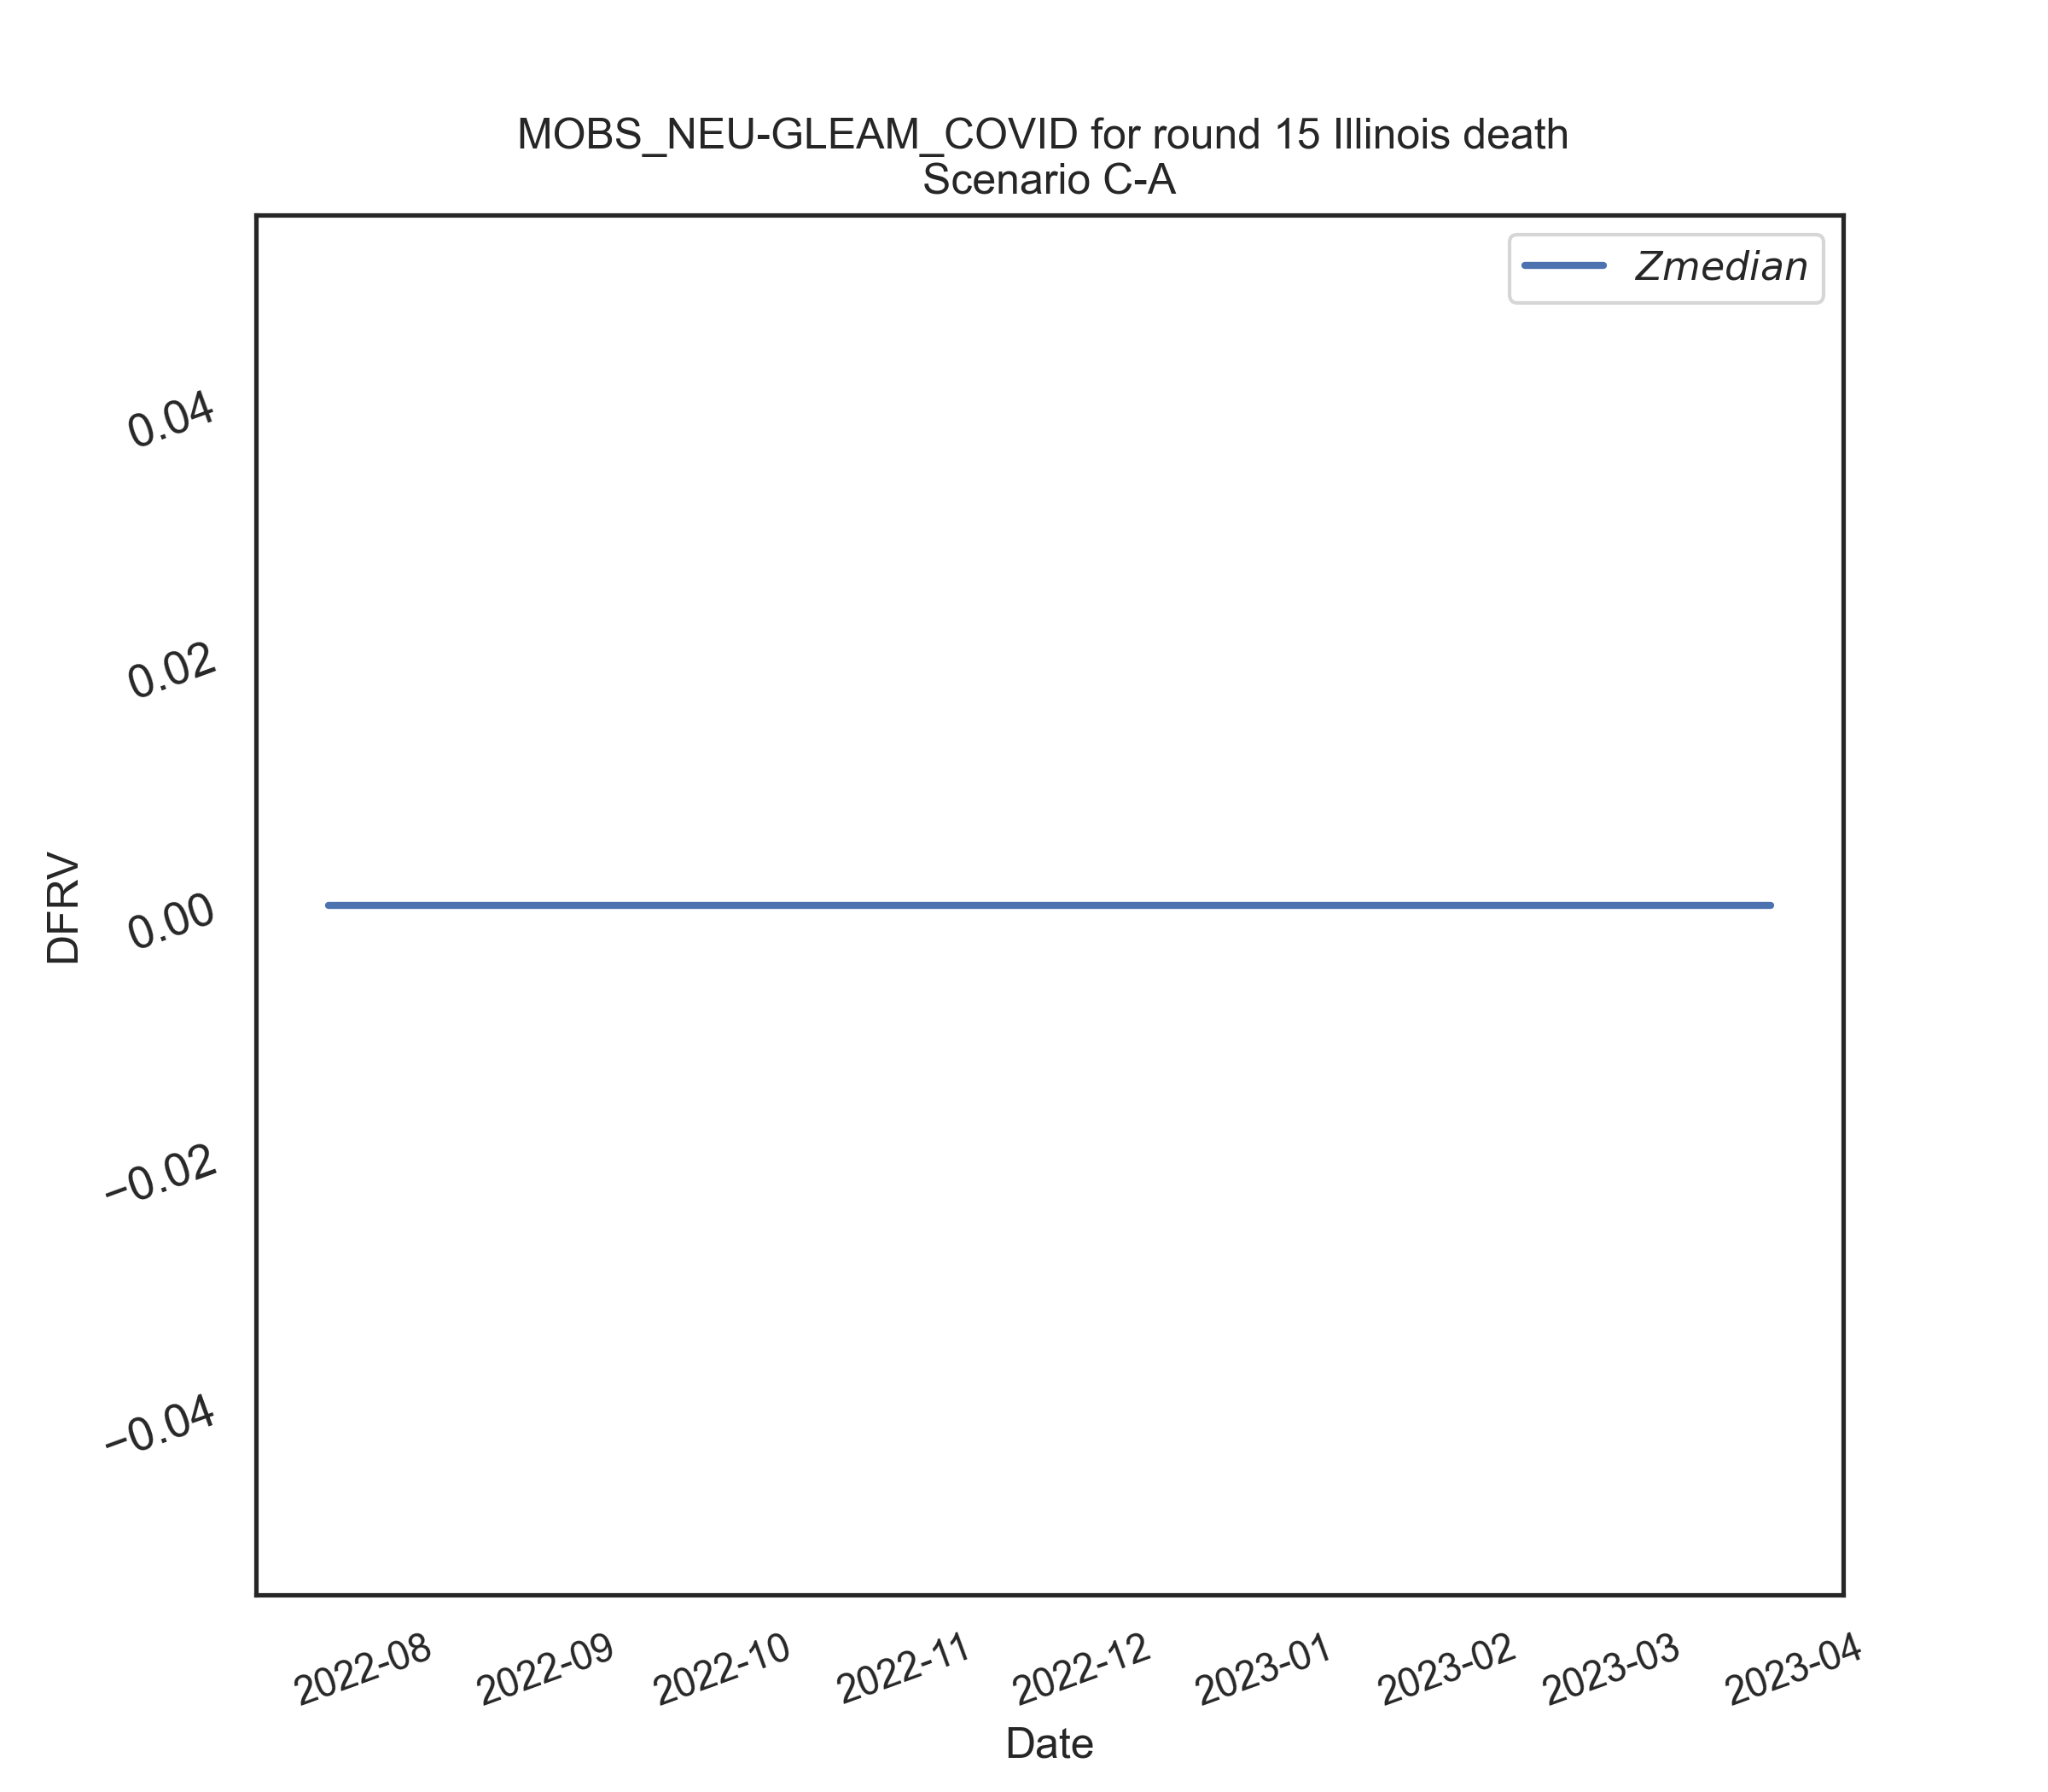 MOBS_NEU-GLEAM_COVID for round 15 Illinois death
Scenario C-A
Zmedian
0.04
0.02
0.00
−0.02
−0.04
DFRV
2022-08
2022-09
2022-10
2022-11
2022-12
2023-01
2023-02
2023-03
2023-04
Date